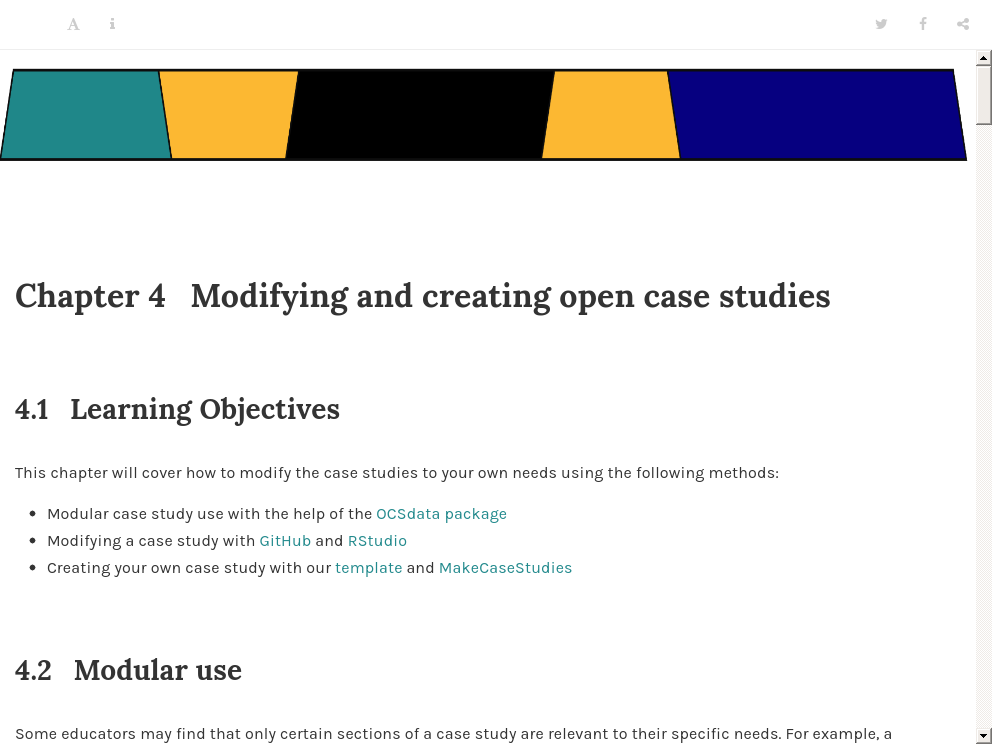 Chapter 4 Modifying and creating open case studies
4.1 Learning Objectives
This chapter will cover how to modify the case studies to your own needs using the following methods:
Modular case study use with the help of the OCSdata package
Modifying a case study with GitHub and RStudio
Creating your own case study with our template and MakeCaseStudies
4.2 Modular use
Some educators may find that only certain sections of a case study are relevant to their specific needs. For example, a